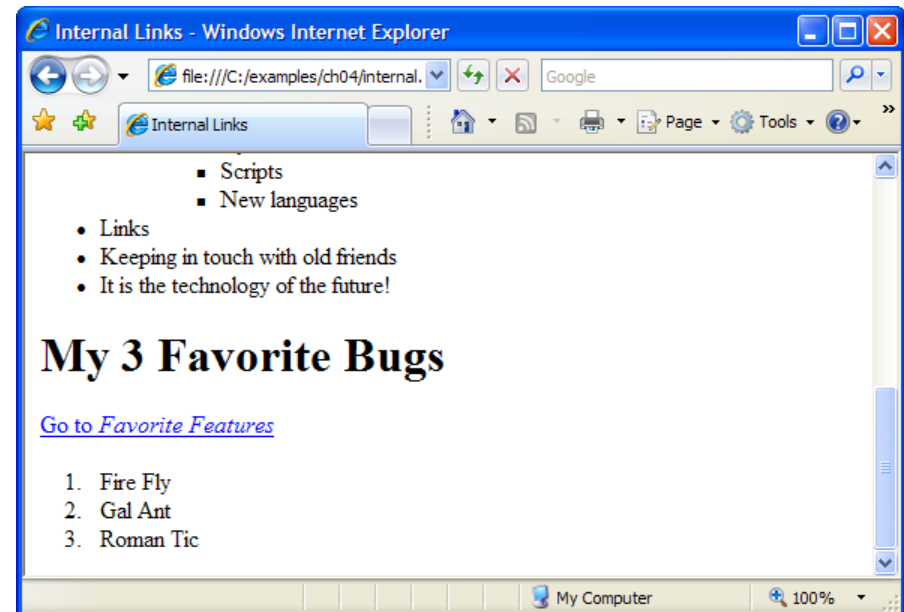 Internal Links - Windows Internet Explorer
file:///C:/examples/ch04/internal.
Google
Internal Links
Page
Tools
»
Scripts
New languages
Links
Keeping in touch with old friends
It is the technology of the future!
My 3 Favorite Bugs
Go to Favorite Features
1. Fire Fly
2. Gal Ant
3. Roman Tic
My Computer
100%